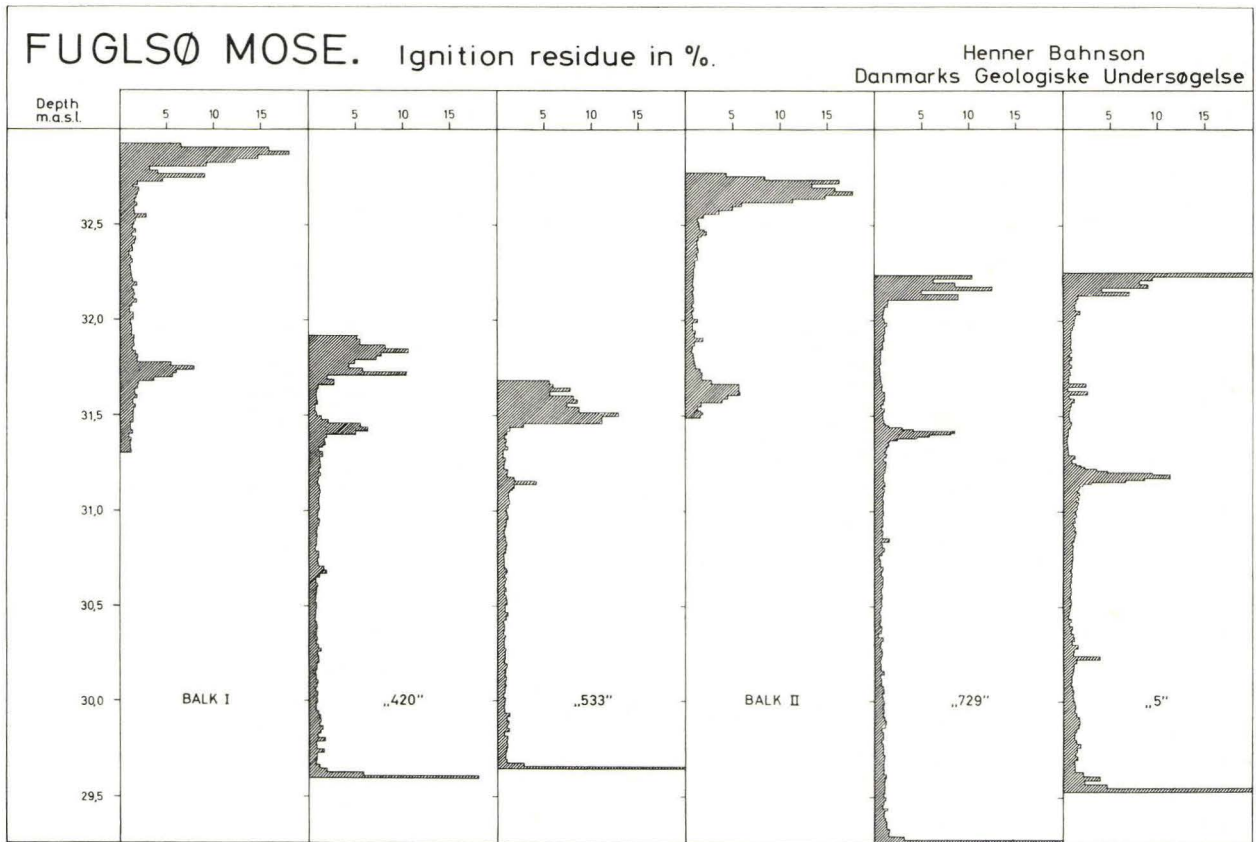 FUGLSØ MOSE. Ignition residue in %.
Henner Bahnson
Danmarks Geologiske Undersøgelse
Depth
m.a.s.l.
5 10 15 5 10 15 5 10 15 5 10 15 5 10 15 5 10 15
32,5
32,0
31,5
31,0
30,5
30,0
BALK I „420" „533" BALK II „729" „5"
29,5